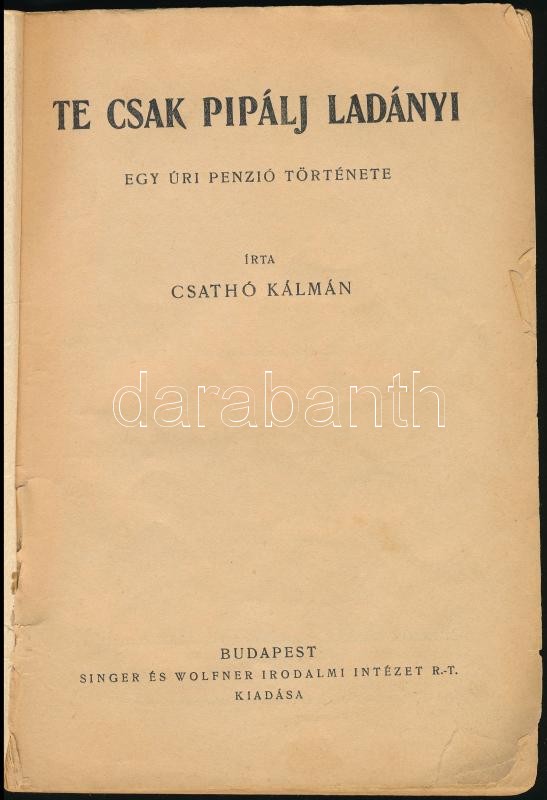 TE CSAK PIPÁLJ LADÁNYI
EGY ÚRI PENZIÓ TÖRTÉNETE
ÍRTA
CSATHÓ KÁLMÁN
darabanth
BUDAPEST
SINGER ÉS WOLFNER IRODALMI INTÉZET R.-T.
KIADÁSA